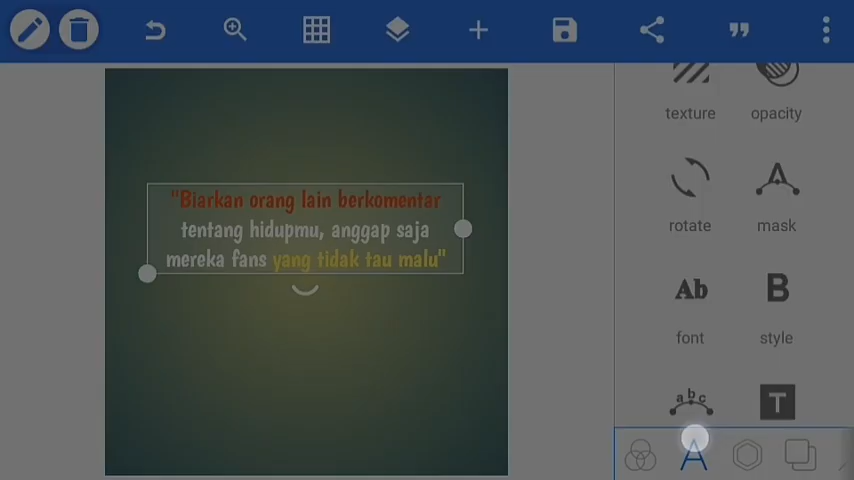 texture opacity
"Biarkan orang lain berkomentar
tentang hidupmu, anggap saja
mereka fans yang tidak tau malu"
rotate mask
Ab B
font style
abc T
A